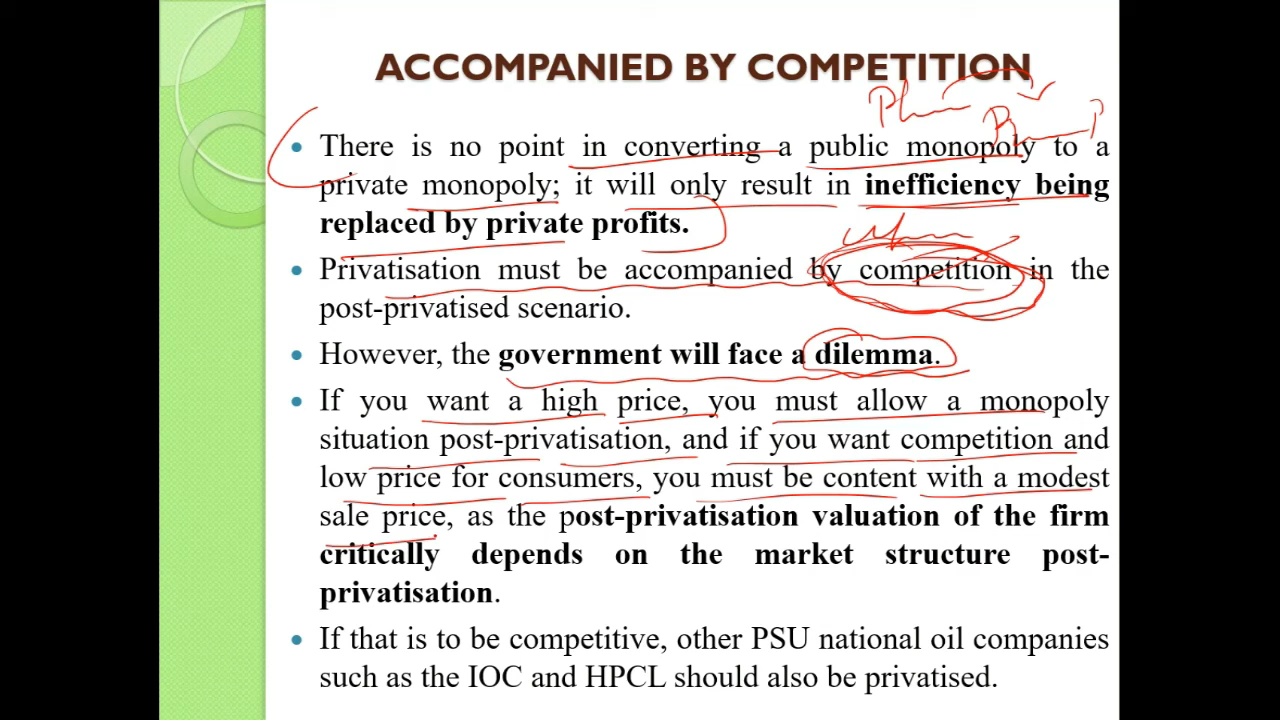 ACCOMPANIED BY COMPETITION
There is no point in converting a public monopoly to a
private monopoly; it will only result in inefficiency being
replaced by private profits.
Privatisation must be accompanied by competition in the
post-privatised scenario.
However, the government will face a dilemma.
If you want a high price, you must allow a monopoly
situation post-privatisation, and if you want competition and
low price for consumers, you must be content with a modest
sale price, as the post-privatisation valuation of the firm
critically depends on the market structure post-
privatisation.
If that is to be competitive, other PSU national oil companies
such as the IOC and HPCL should also be privatised.